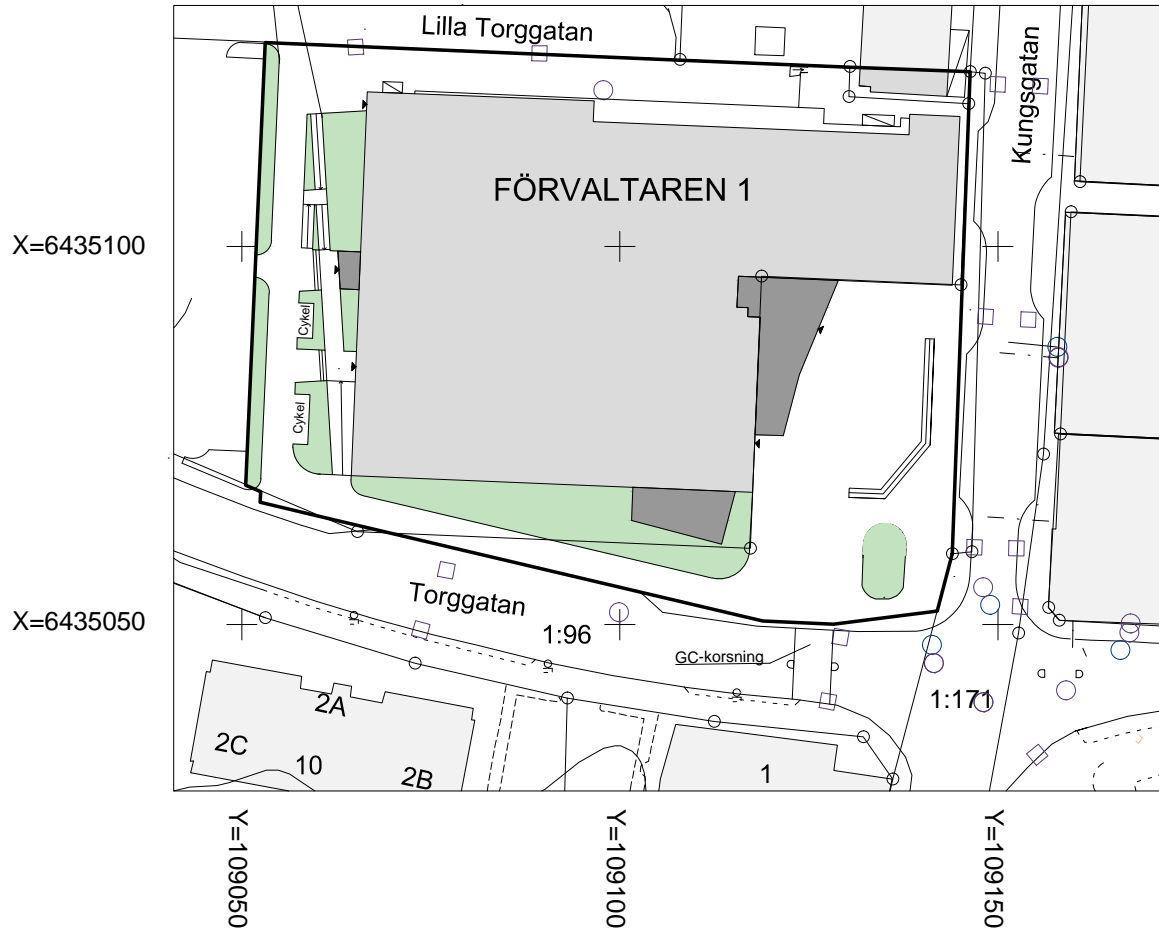 Lilla Torggatan
Kungsgatan
FÖRVALTAREN 1
X=6435100
Cykel
Cykel
Torggatan
X=6435050
1:96
GC-korsning
1:171
2A
2C
10
2B
1
Y=109050
Y=109100
Y=109150